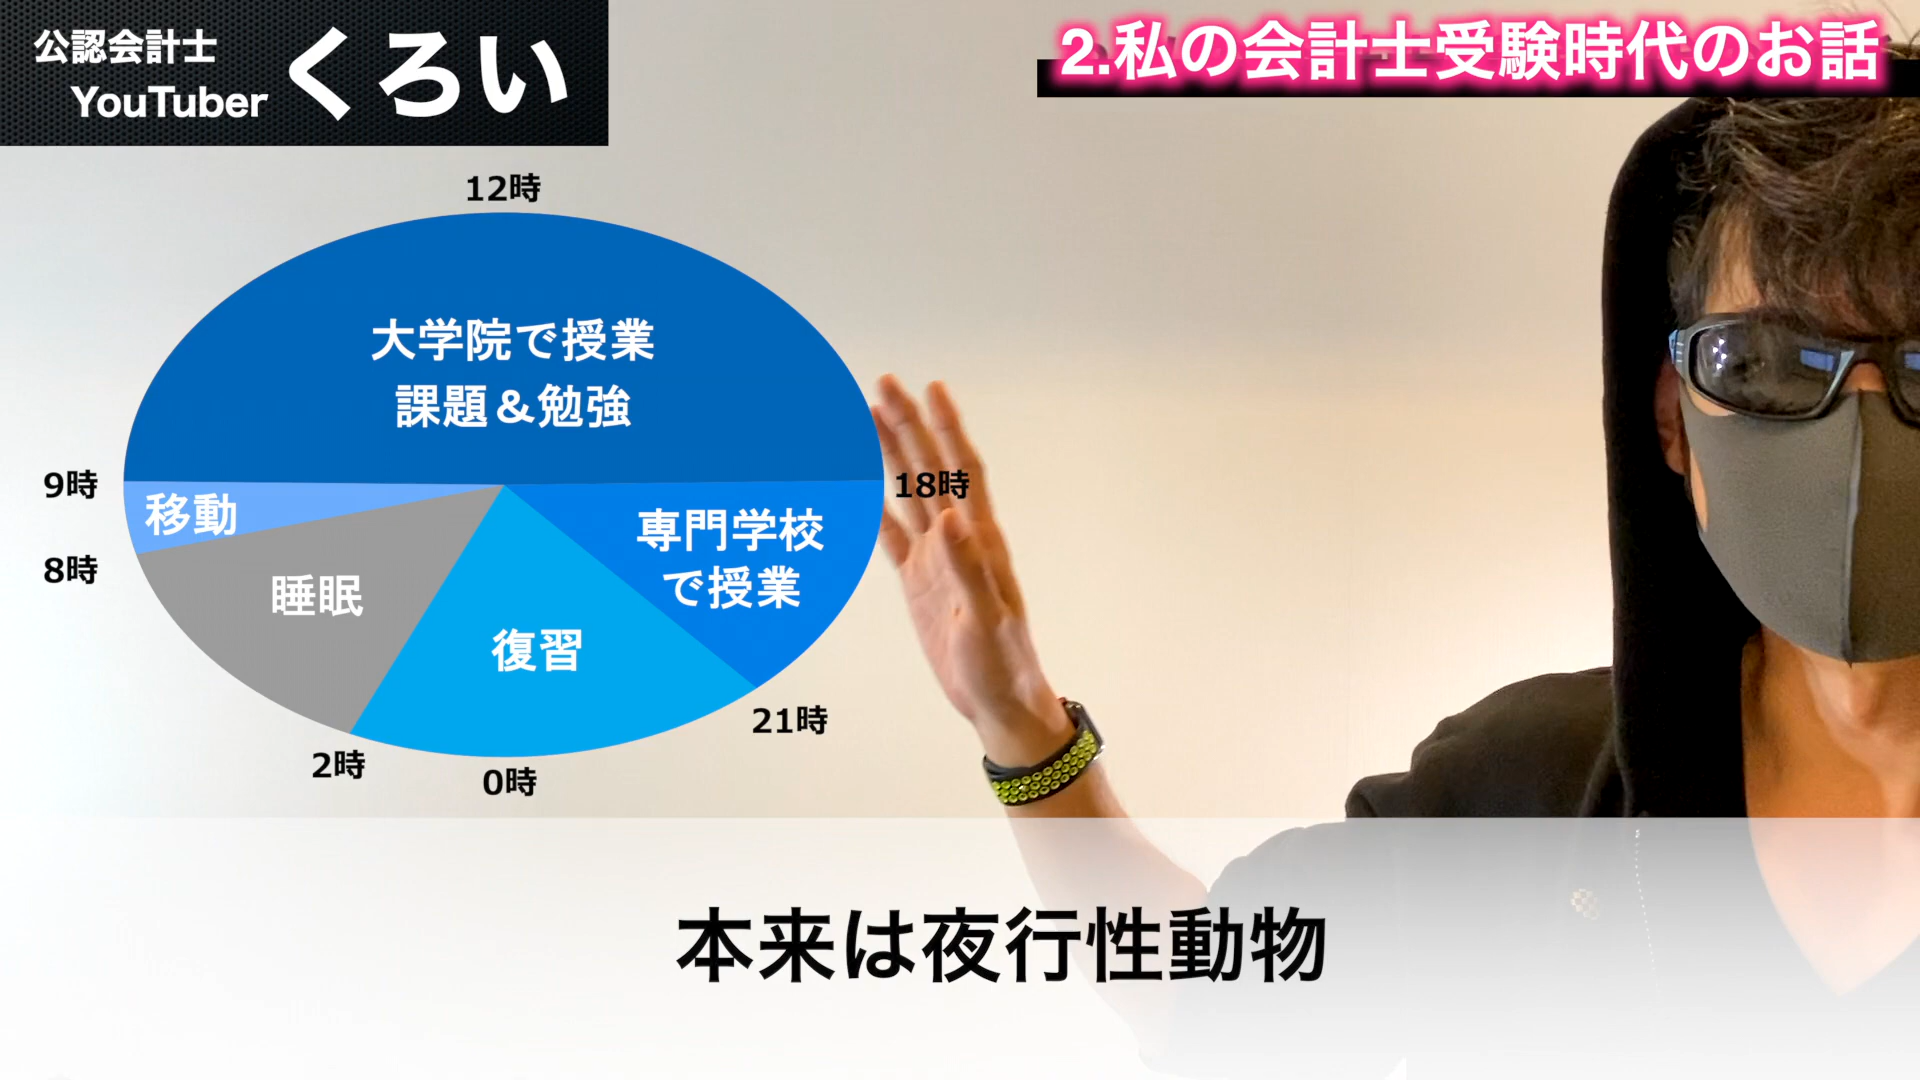 公認会計士
YouTuber
くろい
2.私の会計士受験時代のお話
12時
大学院で授業
課題＆勉強
9時
18時
移動
専門学校
で授業
8時
睡眠
復習
21時
2時
0時
本来は夜行性動物